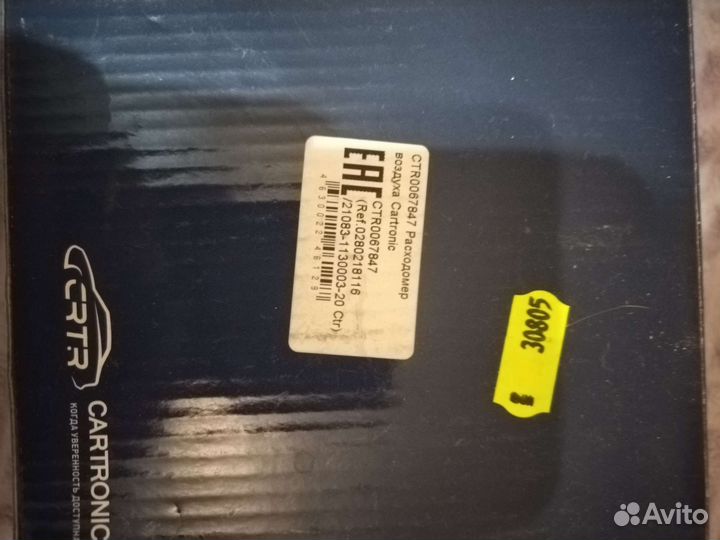 CTR0067847 Расходомер
воздуха Cartronic
EAC
CTR0067847
(Ref.0280218116
/21083-1130003-20 Ctr)
30805
CRTR
CARTRONIC
КОГДА УВЕРЕННОСТЬ ДОСТУПНА
Avito